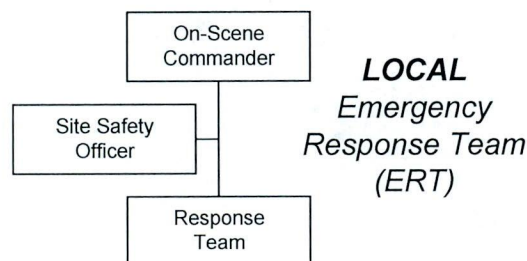 On-Scene
Commander
LOCAL
Emergency
Response Team
(ERT)
Site Safety
Officer
Response
Team